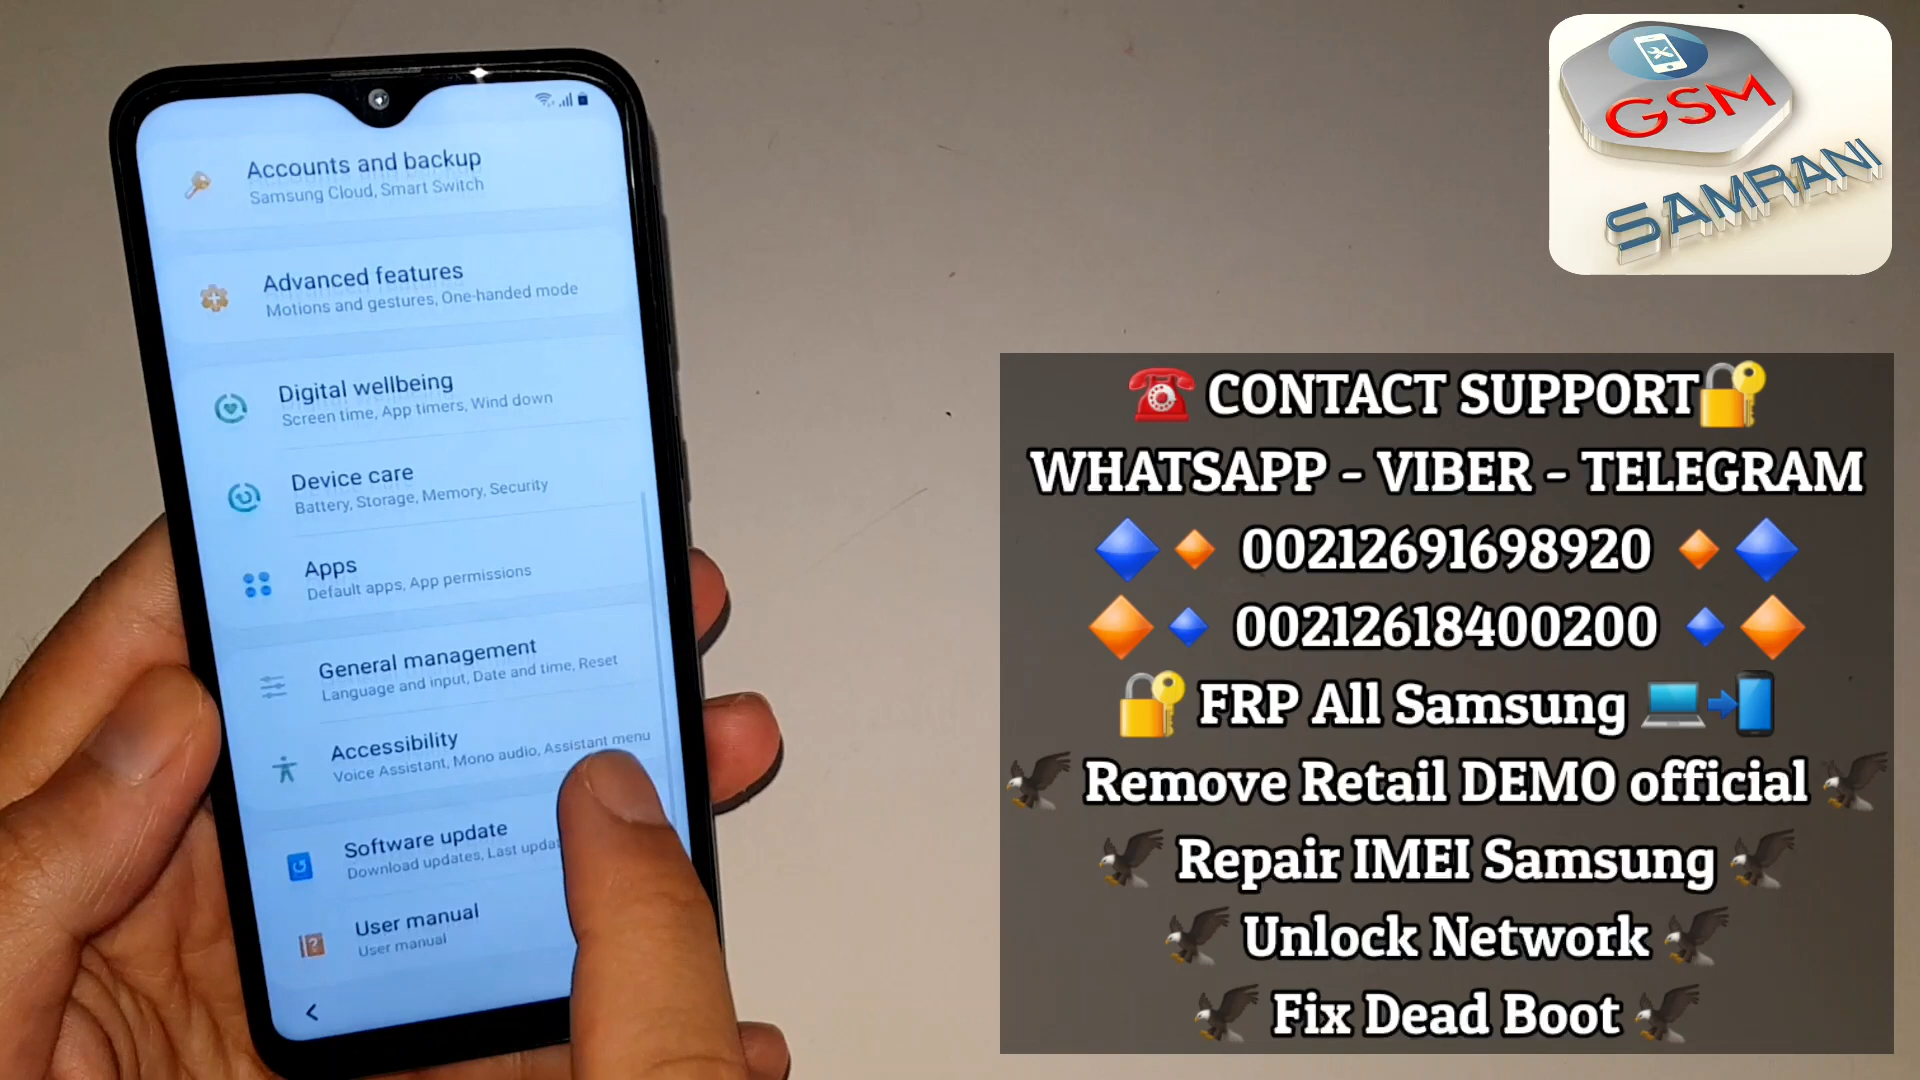 Accounts and backup
Samsung Cloud, Smart Switch
Advanced features
Motions and gestures, One-handed mode
Digital wellbeing
Screen time, App timers, Wind down
Device care
Battery, Storage, Memory, Security
Apps
Default apps, App permissions
General management
Language and input, Date and time, Reset
Accessibility
Voice Assistant, Mono audio, Assistant menu
Software update
Download updates, Last
User manual
User manual
GSM
SAMRANI
☎️ CONTACT SUPPORT🔐
WHATSAPP - VIBER - TELEGRAM
🔷🔸 00212691698920 🔸🔷
🔶🔹 00212618400200 🔹🔶
🔐 FRP All Samsung 💻📲
🦅 Remove Retail DEMO official 🦅
🦅 Repair IMEI Samsung 🦅
🦅 Unlock Network 🦅
🦅 Fix Dead Boot 🦅